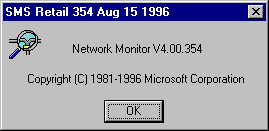 SMS Retail 354 Aug 15 1996
Network Monitor V4.00.354
Copyright (C) 1981-1996 Microsoft Corporation
OK